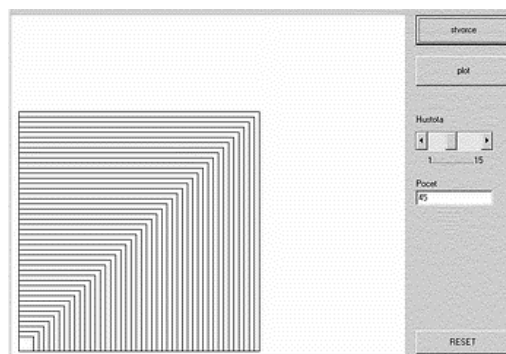 stvorce
plot
Hustota
1..............15
Pocet
45
RESET